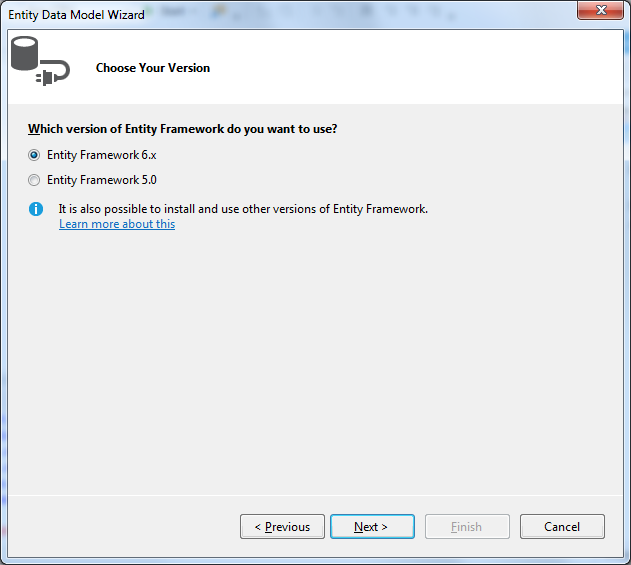 Entity Data Model Wizard
Choose Your Version
Which version of Entity Framework do you want to use?
Entity Framework 6.x
Entity Framework 5.0
It is also possible to install and use other versions of Entity Framework.
Learn more about this
< Previous
Next >
Finish
Cancel